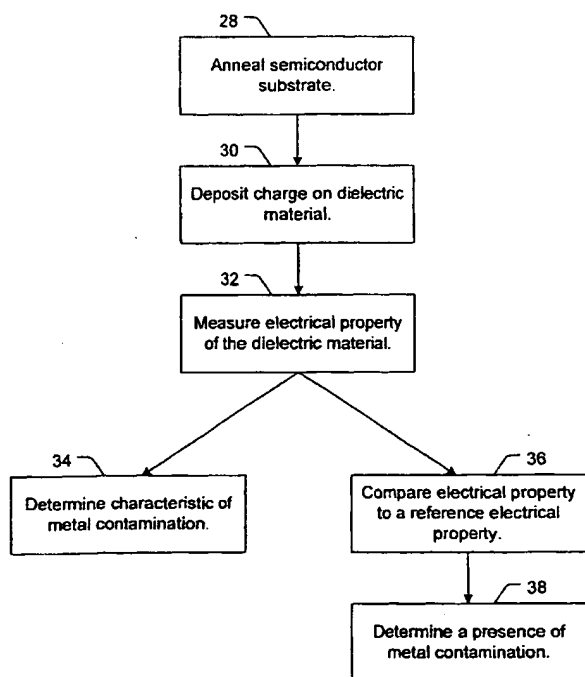 28
Anneal semiconductor
substrate.
30
Deposit charge on dielectric
material.
32
Measure electrical property
of the dielectric material.
34
Determine characteristic of
metal contamination.
36
Compare electrical property
to a reference electrical
property.
38
Determine a presence of
metal contamination.